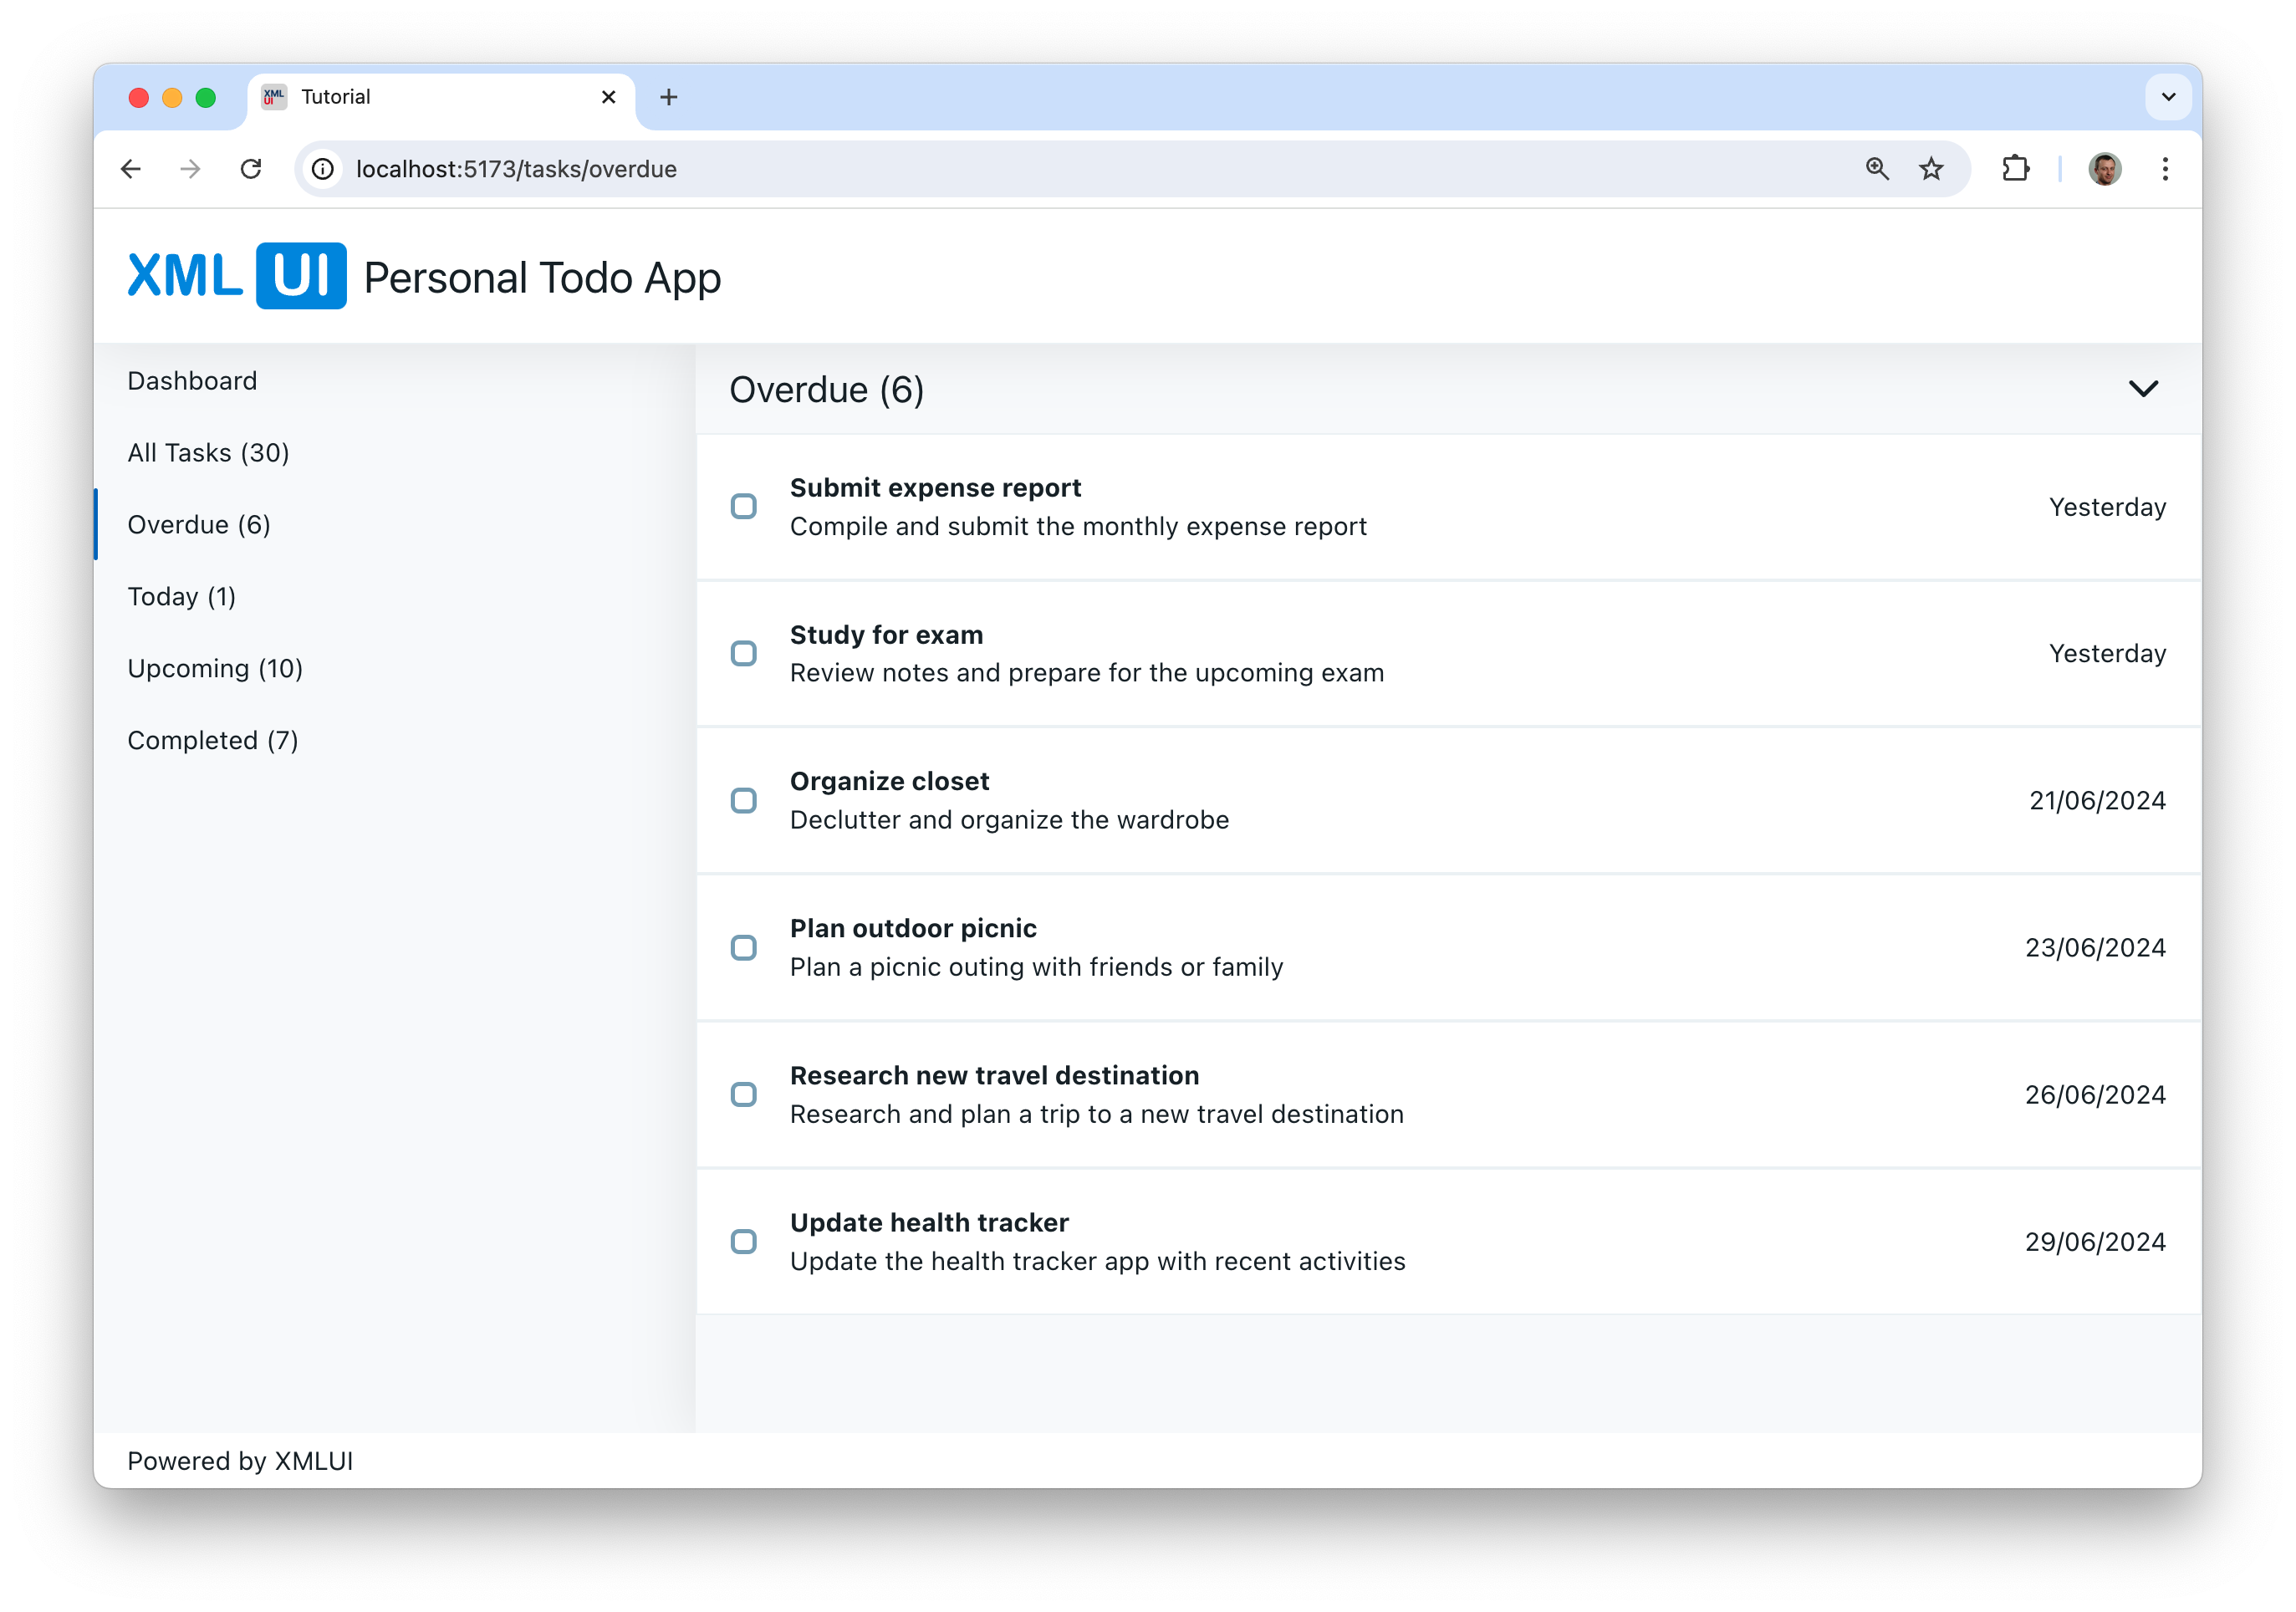 XML UI
Tutorial
localhost:5173/tasks/overdue
XML UI Personal Todo App
Dashboard
All Tasks (30)
Overdue (6)
Today (1)
Upcoming (10)
Completed (7)
Overdue (6)
Submit expense report
Compile and submit the monthly expense report
Yesterday
Study for exam
Review notes and prepare for the upcoming exam
Yesterday
Organize closet
Declutter and organize the wardrobe
21/06/2024
Plan outdoor picnic
Plan a picnic outing with friends or family
23/06/2024
Research new travel destination
Research and plan a trip to a new travel destination
26/06/2024
Update health tracker
Update the health tracker app with recent activities
29/06/2024
Powered by XMLUI